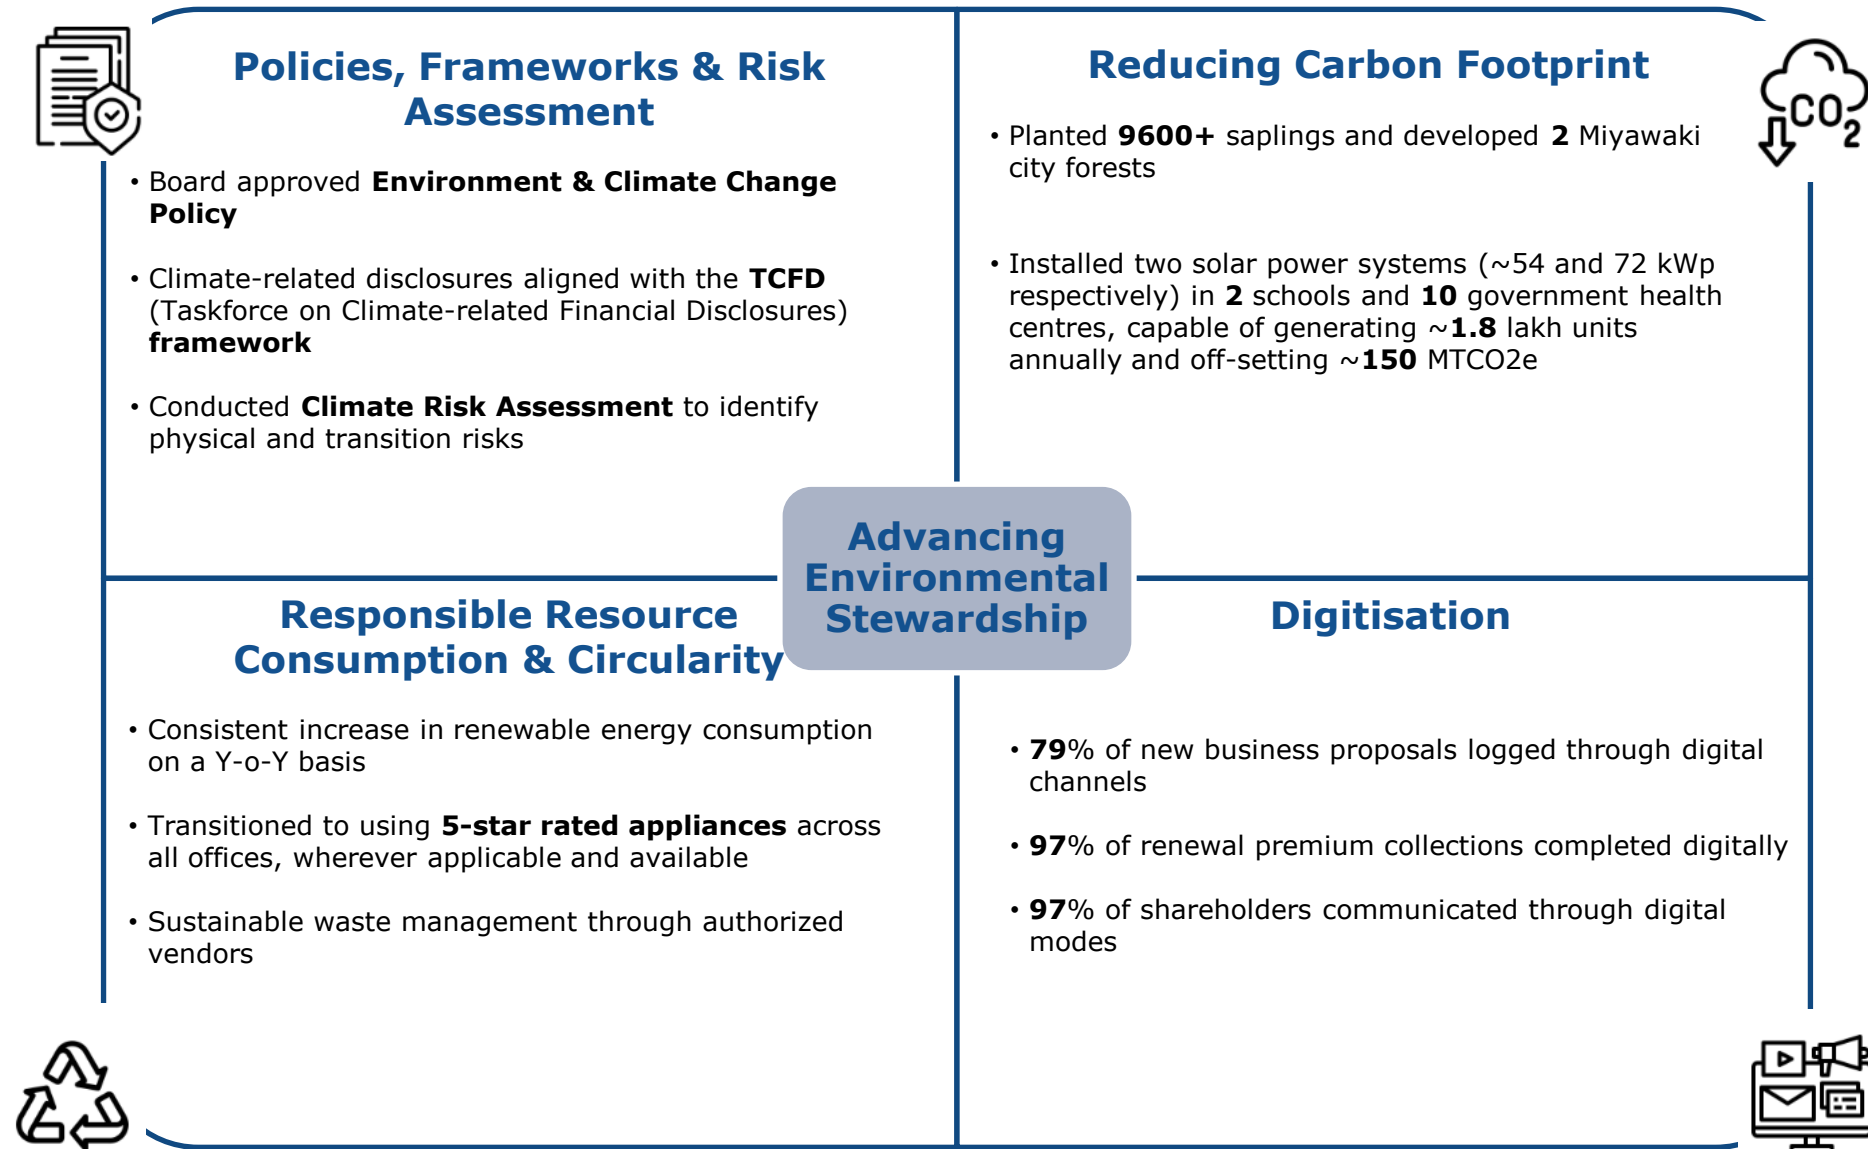 Policies, Frameworks & Risk
Assessment
• Board approved Environment & Climate Change
Policy
• Climate-related disclosures aligned with the TCFD
(Taskforce on Climate-related Financial Disclosures)
framework
• Conducted Climate Risk Assessment to identify
physical and transition risks
Reducing Carbon Footprint
CO2
• Planted 9600+ saplings and developed 2 Miyawaki
city forests
• Installed two solar power systems (~54 and 72 kWp
respectively) in 2 schools and 10 government health
centres, capable of generating ~1.8 lakh units
annually and off-setting ~150 MTCO2e
Advancing
Environmental
Stewardship
Responsible Resource
Consumption & Circularity
• Consistent increase in renewable energy consumption
on a Y-o-Y basis
• Transitioned to using 5-star rated appliances across
all offices, wherever applicable and available
• Sustainable waste management through authorized
vendors
Digitisation
• 79% of new business proposals logged through digital
channels
• 97% of renewal premium collections completed digitally
• 97% of shareholders communicated through digital
modes